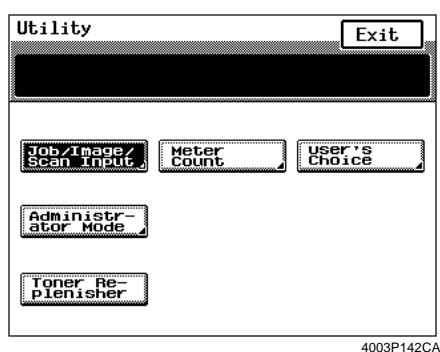 Utility
Exit
Job/Image/
Scan Input
Meter
Count
User's
Choice
Administr-
ator Mode
Toner Re-
plenisher
4003P142CA